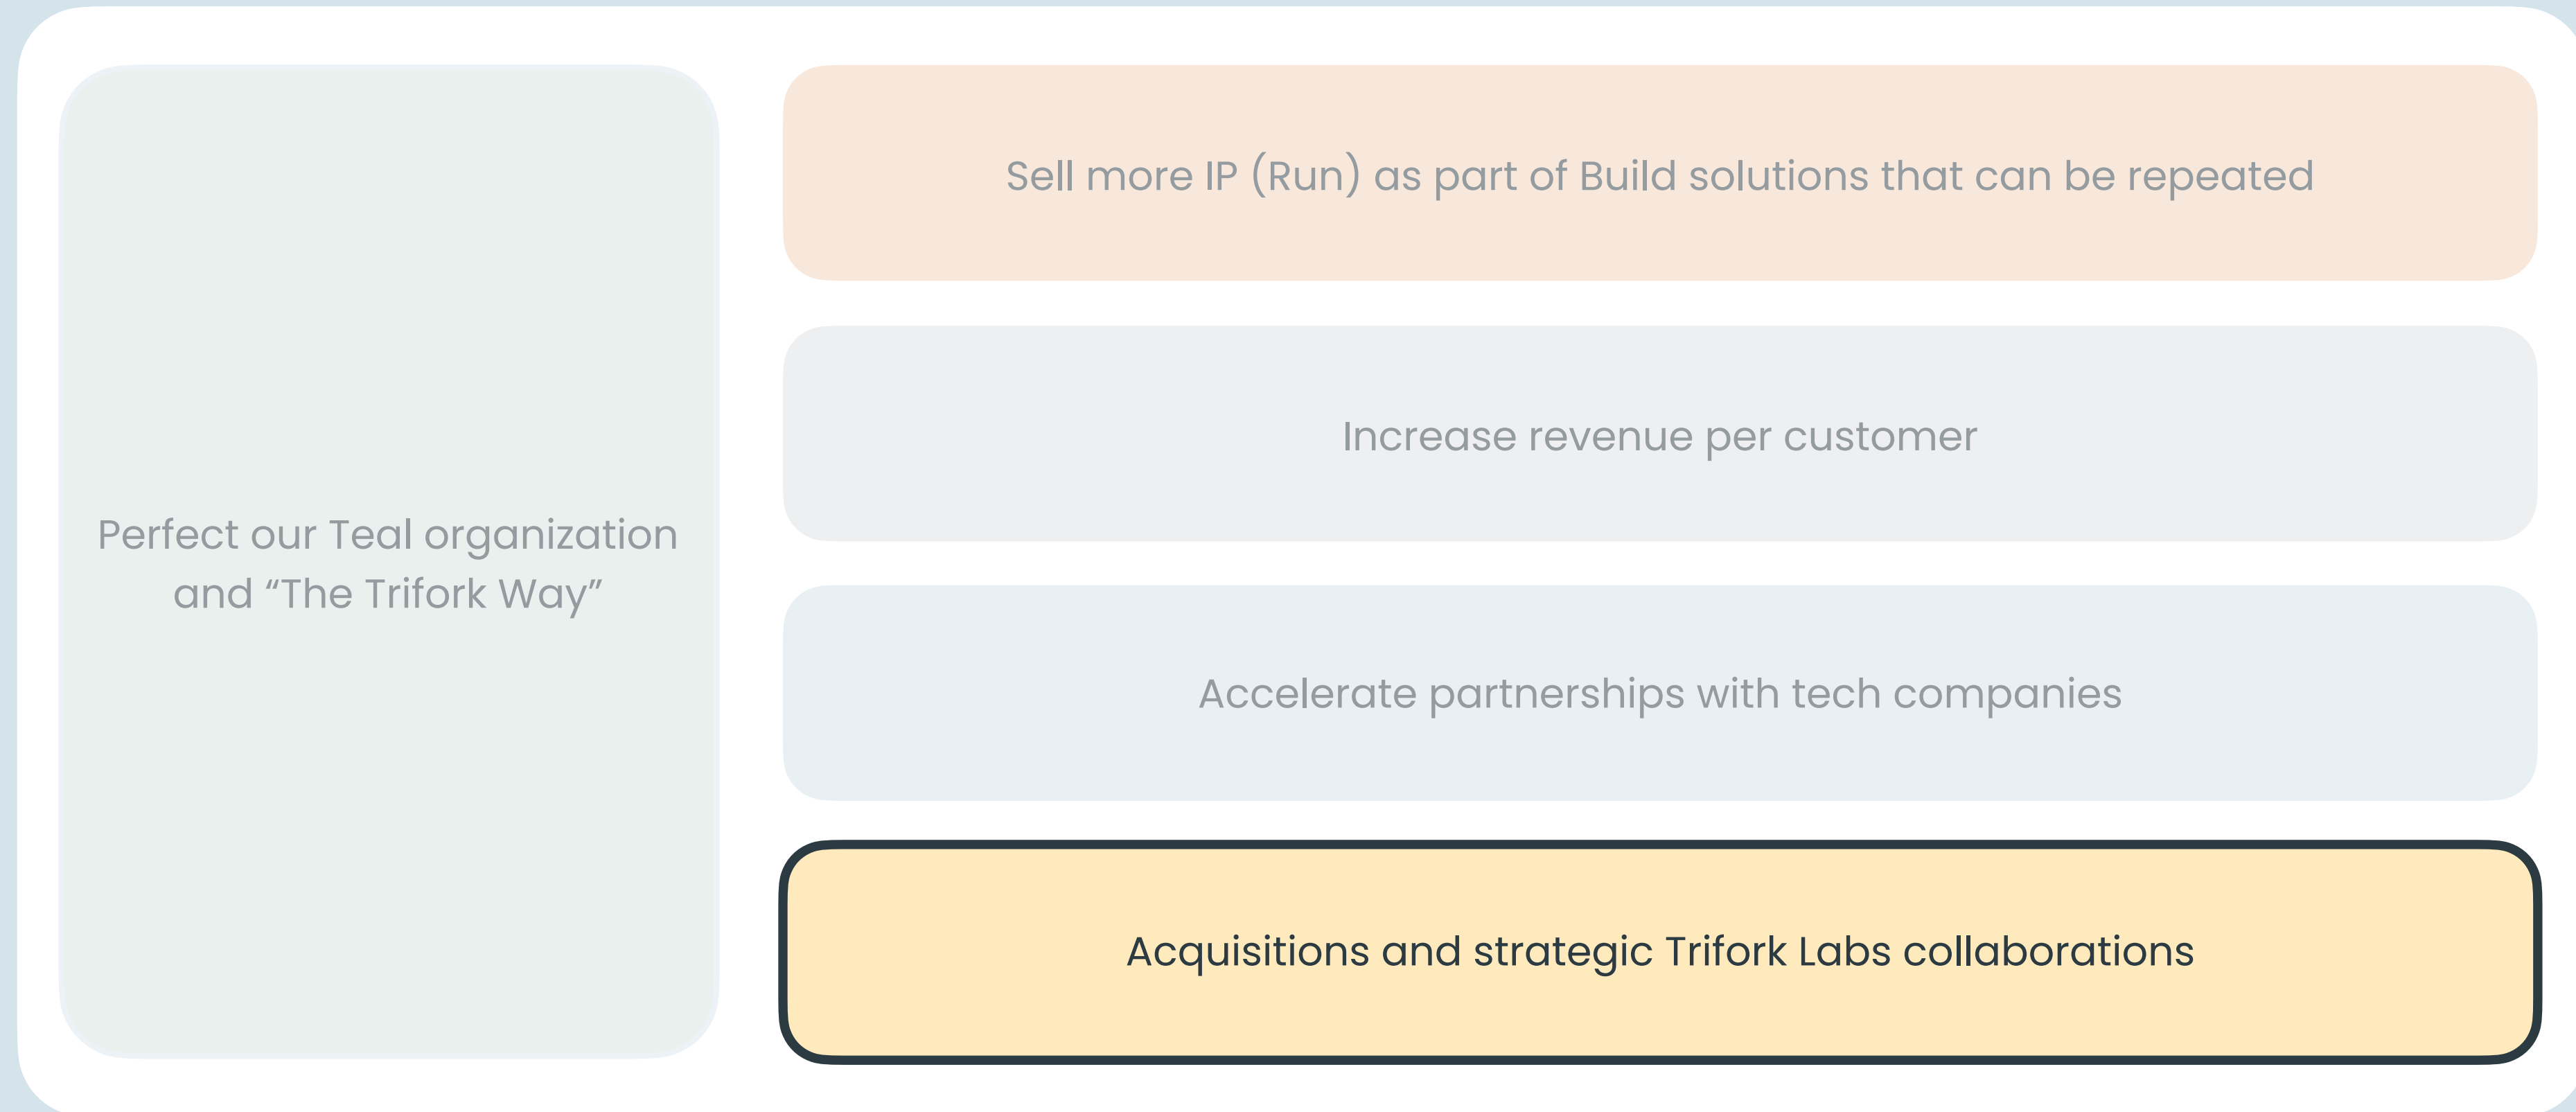 Perfect our Teal organization
and “The Trifork Way”
Sell more IP (Run) as part of Build solutions that can be repeated
Increase revenue per customer
Accelerate partnerships with tech companies
Acquisitions and strategic Trifork Labs collaborations